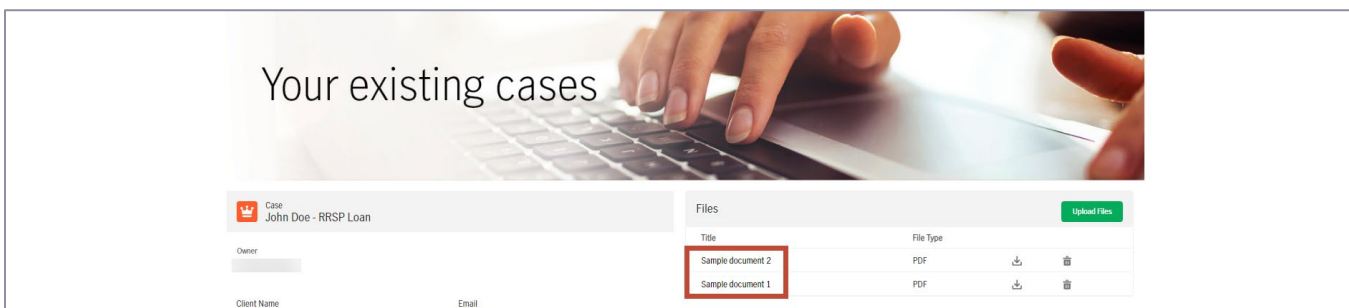 Your existing cases
Case
John Doe - RRSP Loan
Owner
Client Name Email
Files Upload Files
Title File Type
Sample document 2 PDF
Sample document 1 PDF